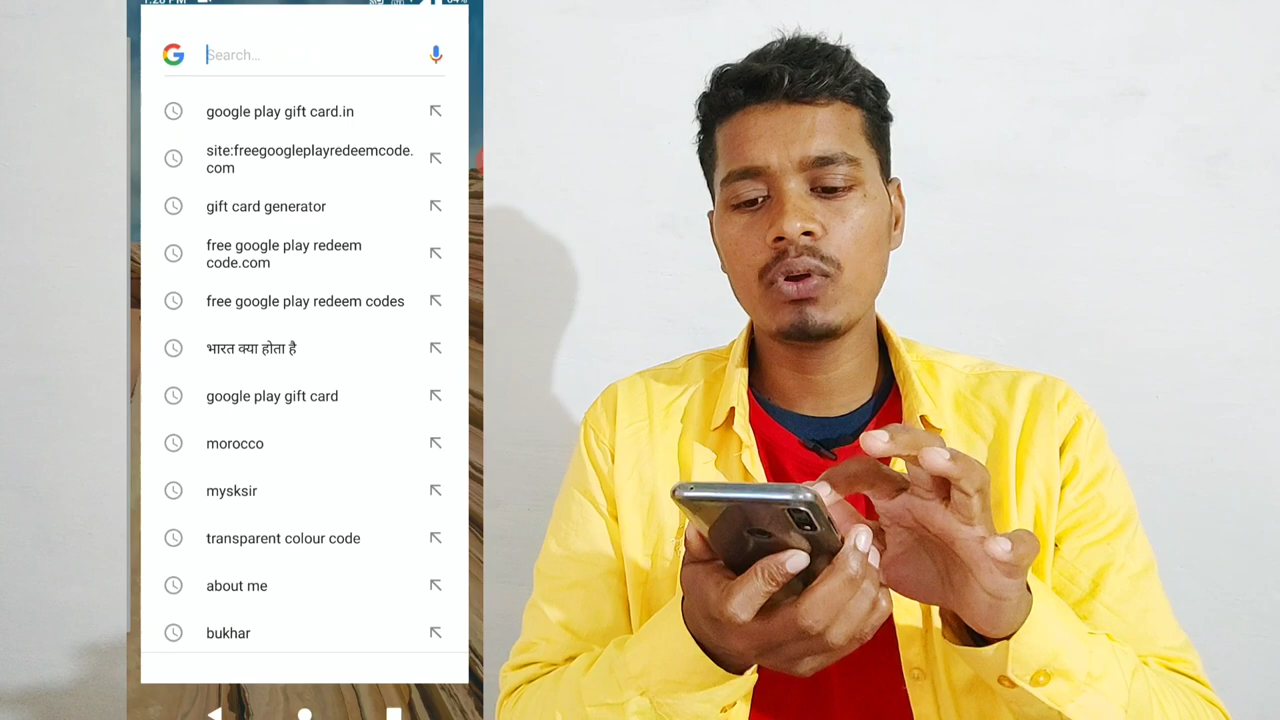 Search...
google play gift card.in
site:freegoogleplayredeemcode.
com
gift card generator
free google play redeem
code.com
free google play redeem codes
भारत क्या होता है
google play gift card
morocco
mysksir
transparent colour code
about me
bukhar